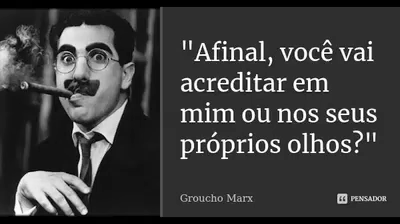 "Afinal, você vai
acreditar em
mim ou nos seus
próprios olhos?"
Groucho Marx
PENSADOR